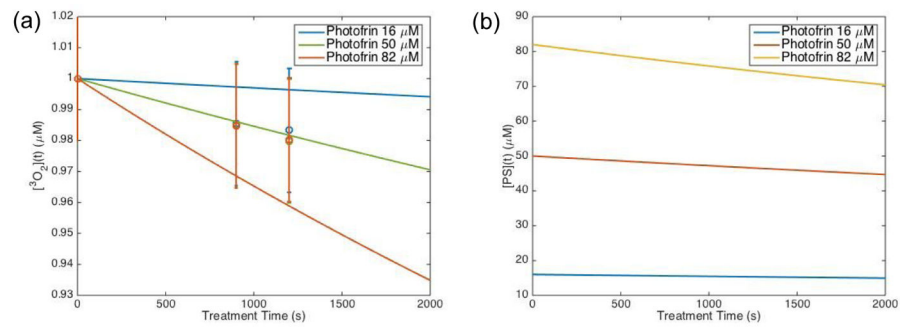 (a)
1.02
1.01
1
0.99
0.98
0.97
0.96
0.95
0.94
0.93
[³O₂](t) (μM)
Photofrin 16 μM
Photofrin 50 μM
Photofrin 82 μM
0
500
1000
1500
2000
Treatment Time (s)
(b)
90
80
70
60
50
40
30
20
10
[PS](t) (μM)
Photofrin 16 μM
Photofrin 50 μM
Photofrin 82 μM
0
500
1000
1500
2000
Treatment Time (s)